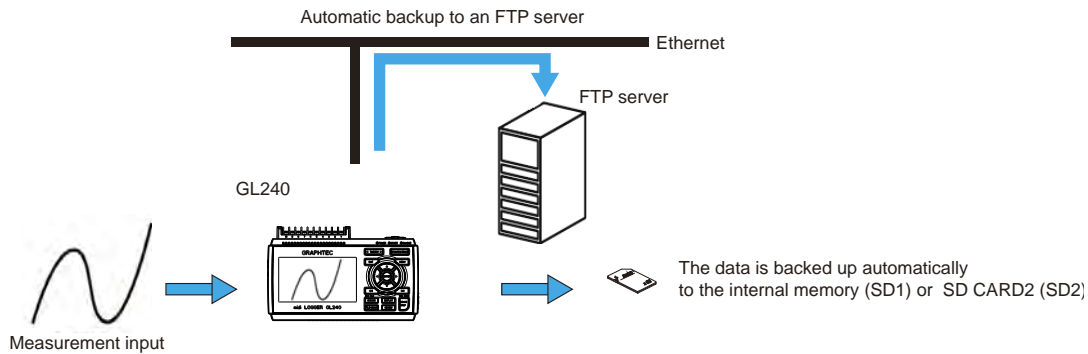 Automatic backup to an FTP server
Ethernet
FTP server
GL240
GRAPHTEC
midi LOGGER GL240
The data is backed up automatically
to the internal memory (SD1) or SD CARD2 (SD2)
Measurement input